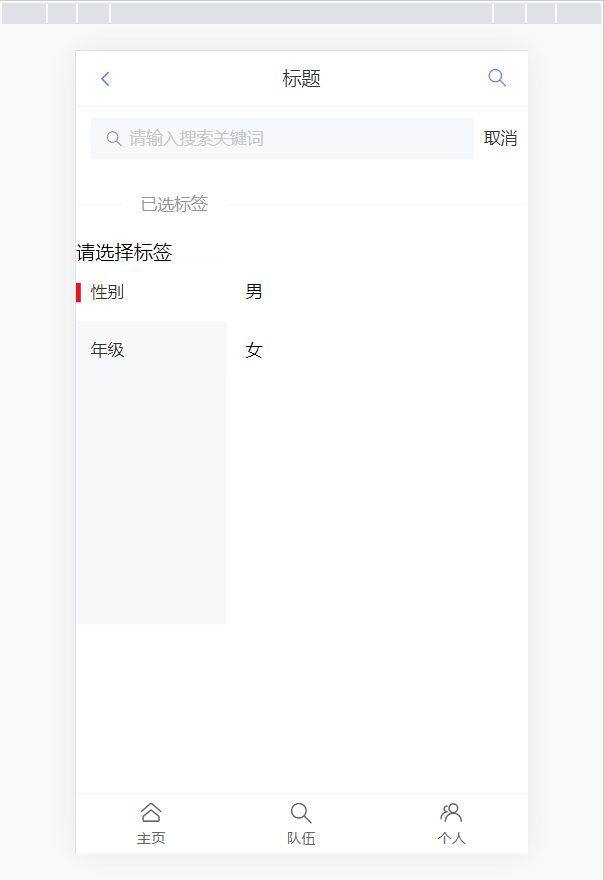 标题
请输入搜索关键词 取消
已选标签
请选择标签
性别 男
年级 女
主页 队伍 个人